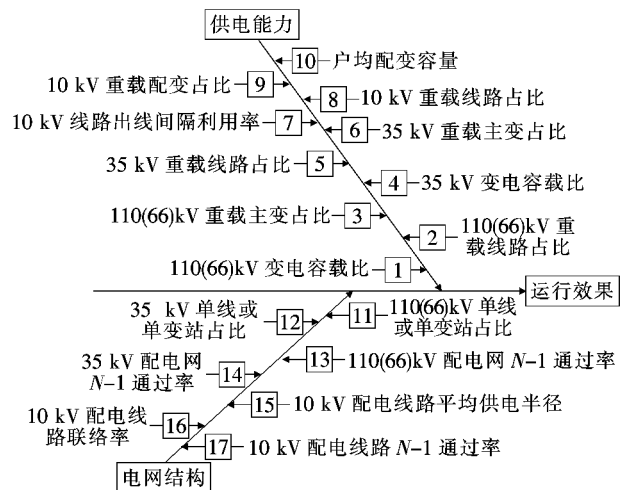 供电能力
10 户均配变容量
10 kV 重载配变占比 9
8 10 kV 重载线路占比
10 kV 线路出线间隔利用率 7
6 35 kV 重载主变占比
35 kV 重载线路占比 5
4 35 kV 变电容载比
110(66)kV 重载主变占比 3
2 110(66)kV 重
载线路占比
110(66)kV 变电容载比 1
运行效果
35 kV 单线或
单变站占比 12
11 110(66)kV 单线
或单变站占比
13 110(66)kV 配电网 N-1 通过率
35 kV 配电网
N-1 通过率 14
15 10 kV 配电线路平均供电半径
10 kV 配电线
路联络率 16
17 10 kV 配电线路 N-1 通过率
电网结构